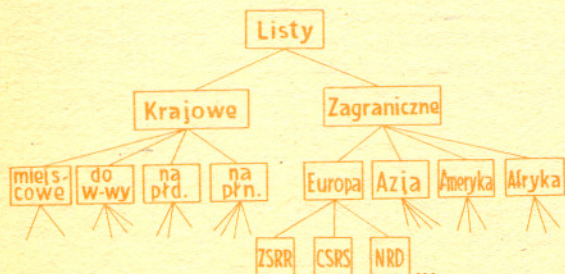 Listy
Krajowe Zagraniczne
miejs-
cowe
do
w-wy
na
płd.
na
płn.
Europa Azja Ameryka Afryka
ZSRR CSRS NRD ...